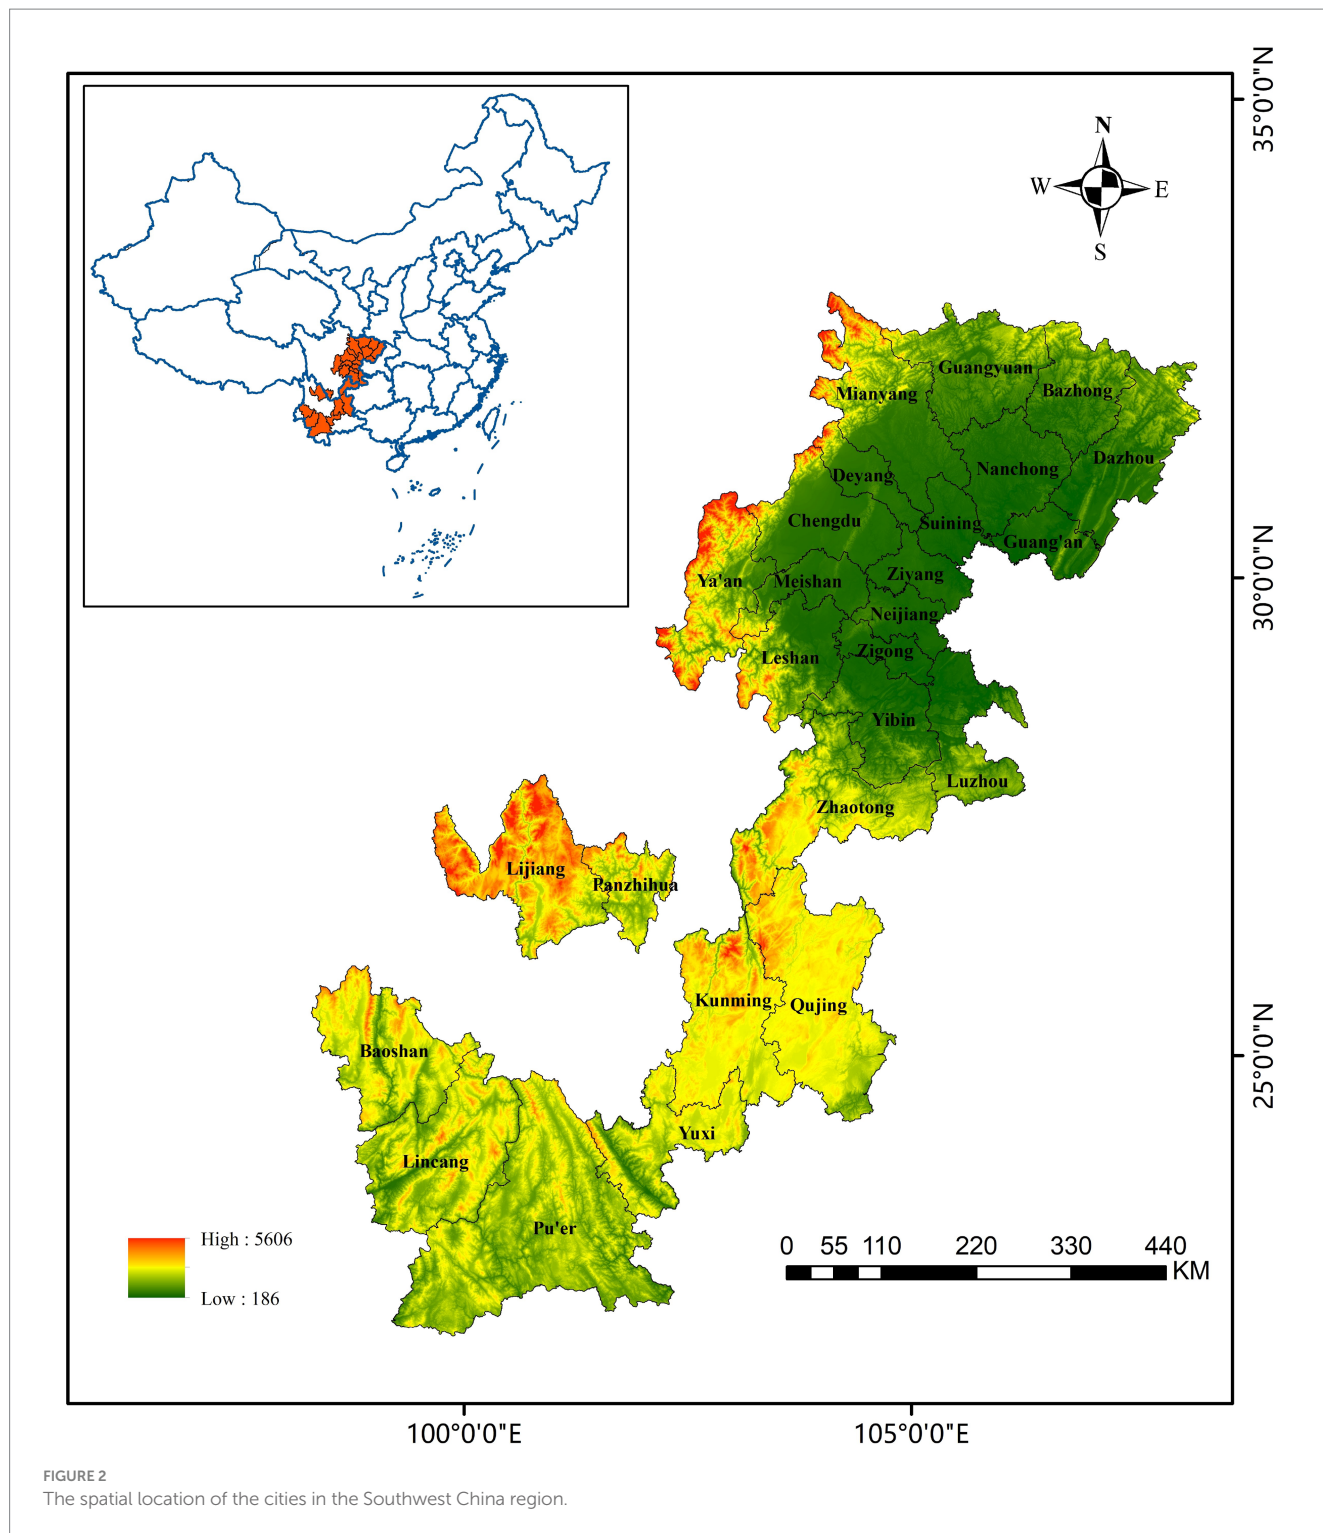 35°0'0"N
N
W
E
S
Guangyuan
Bazhong
Mianyang
Dazhou
Nanchong
Deyang
Chengdu
Suining
Guang'an
30°0'0"N
Ya'an
Meishan
Ziyang
Neijiang
Zigong
Leshan
Yibin
Luzhou
Zhaotong
Lijiang
Panzhihua
Kunming
Qujing
25°0'0"N
Baoshan
Yuxi
Lincang
Pu'er
High : 5606
Low : 186
0 55 110 220 330 440
KM
100°0'0"E
105°0'0"E
FIGURE 2
The spatial location of the cities in the Southwest China region.